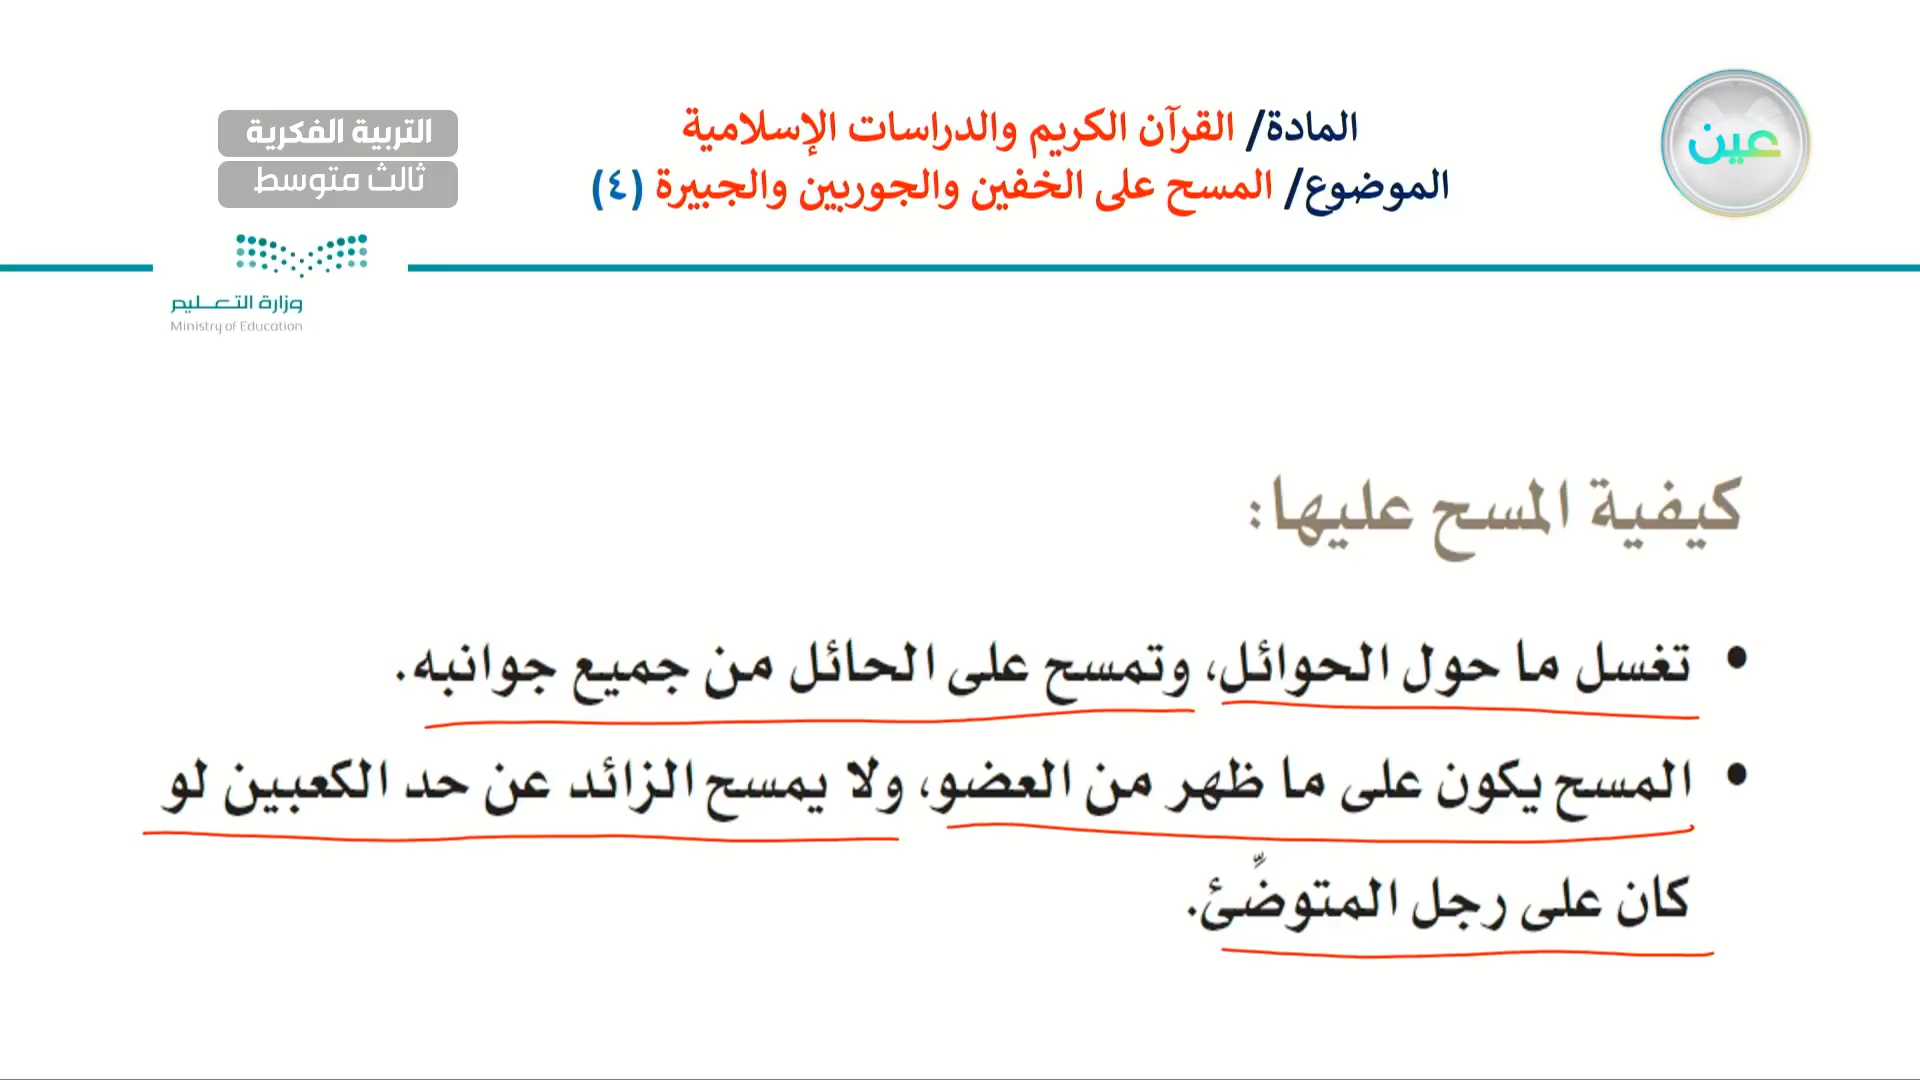 المادة/ القرآن الكريم والدراسات الإسلامية
الموضوع/ المسح على الخفين والجوربين والجبيرة (٤)
عين
التربية الفكرية
ثالث متوسط
وزارة التعـــليم
Ministry of Education
كيفية المسح عليها:
• تغسل ما حول الحوائل، وتمسح على الحائل من جميع جوانبه.
• المسح يكون على ما ظهر من العضو، ولا يمسح الزائد عن حد الكعبين لو
كان على رجل المتوضِّئ.